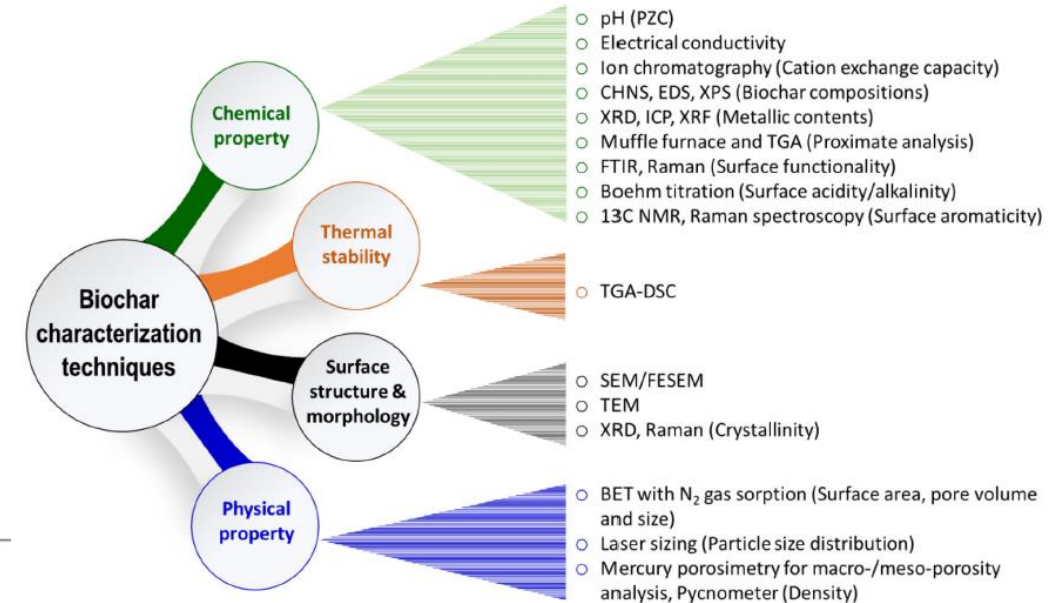 Biochar
characterization
techniques
Chemical
property
○ pH (PZC)
○ Electrical conductivity
○ Ion chromatography (Cation exchange capacity)
○ CHNS, EDS, XPS (Biochar compositions)
○ XRD, ICP, XRF (Metallic contents)
○ Muffle furnace and TGA (Proximate analysis)
○ FTIR, Raman (Surface functionality)
○ Boehm titration (Surface acidity/alkalinity)
○ 13C NMR, Raman spectroscopy (Surface aromaticity)
Thermal
stability
○ TGA-DSC
Surface
structure &
morphology
○ SEM/FESEM
○ TEM
○ XRD, Raman (Crystallinity)
Physical
property
○ BET with N₂ gas sorption (Surface area, pore volume
and size)
○ Laser sizing (Particle size distribution)
○ Mercury porosimetry for macro-/meso-porosity
analysis, Pycnometer (Density)